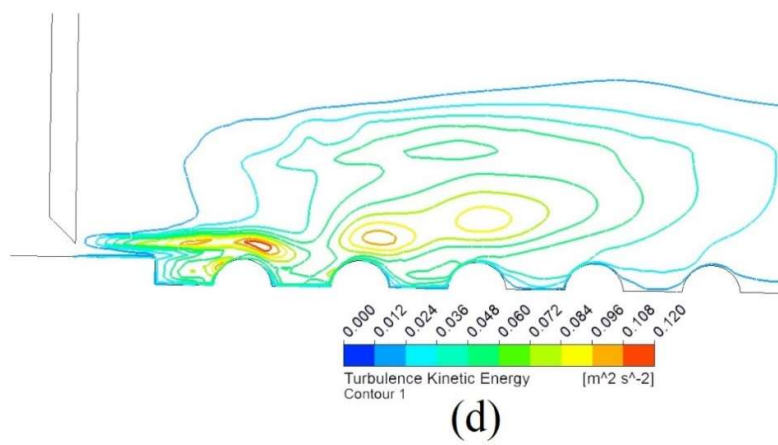 0.000 0.012 0.024 0.036 0.048 0.060 0.072 0.084 0.096 0.108 0.120
Turbulence Kinetic Energy [m^2 s^-2]
Contour 1
(d)